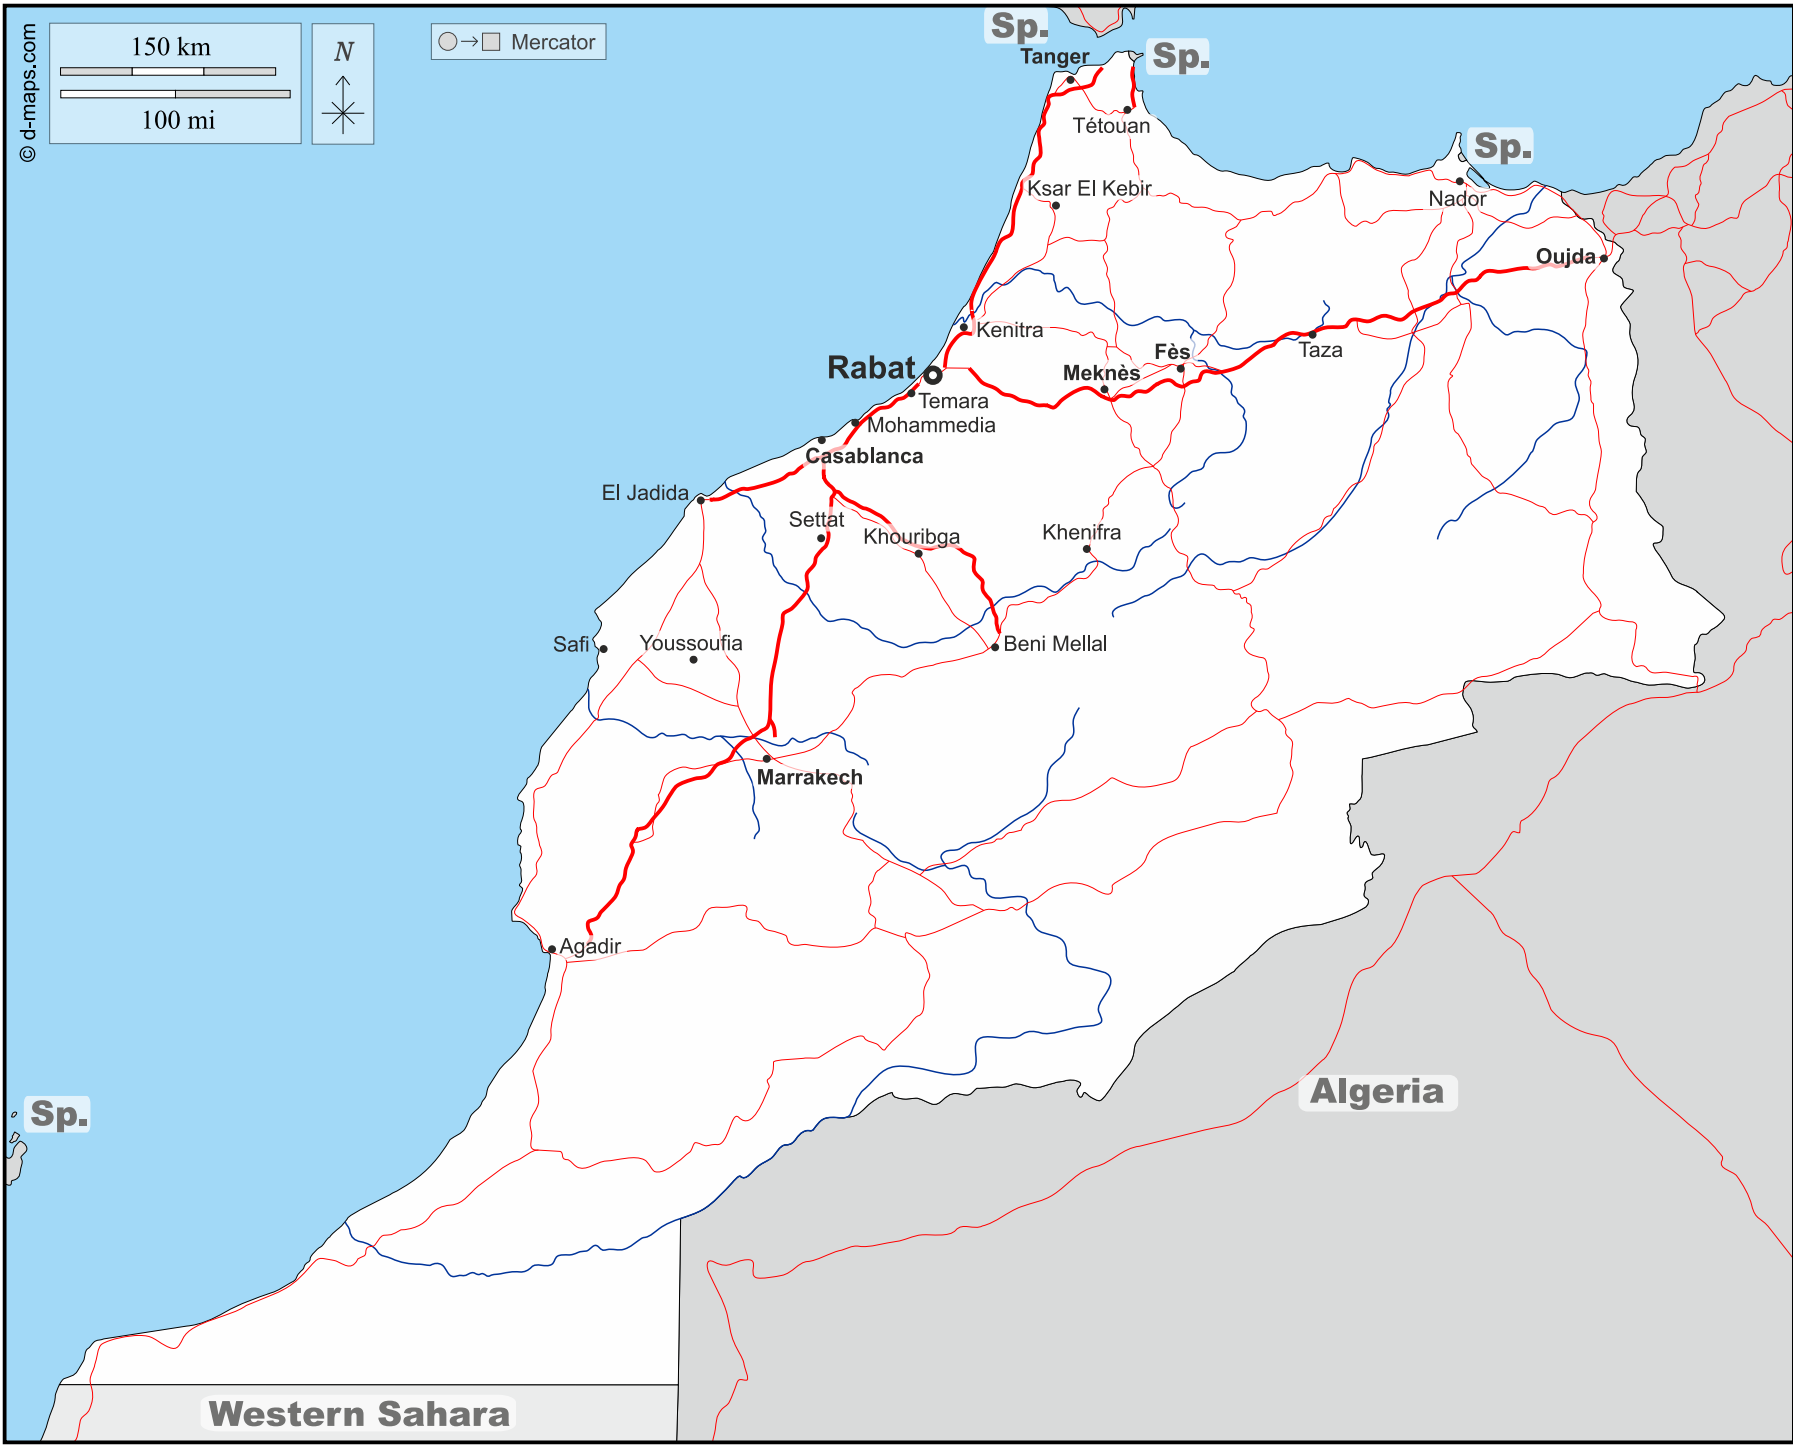 © d-maps.com
150 km
100 mi
N
Mercator
Sp.
Tanger
Sp.
Tétouan
Sp.
Ksar El Kebir
Nador
Oujda
Kenitra
Fès
Taza
Rabat
Meknès
Temara
Mohammedia
Casablanca
El Jadida
Settat
Khouribga
Khenifra
Safi
Youssoufia
Beni Mellal
Marrakech
Agadir
Algeria
Sp.
Western Sahara